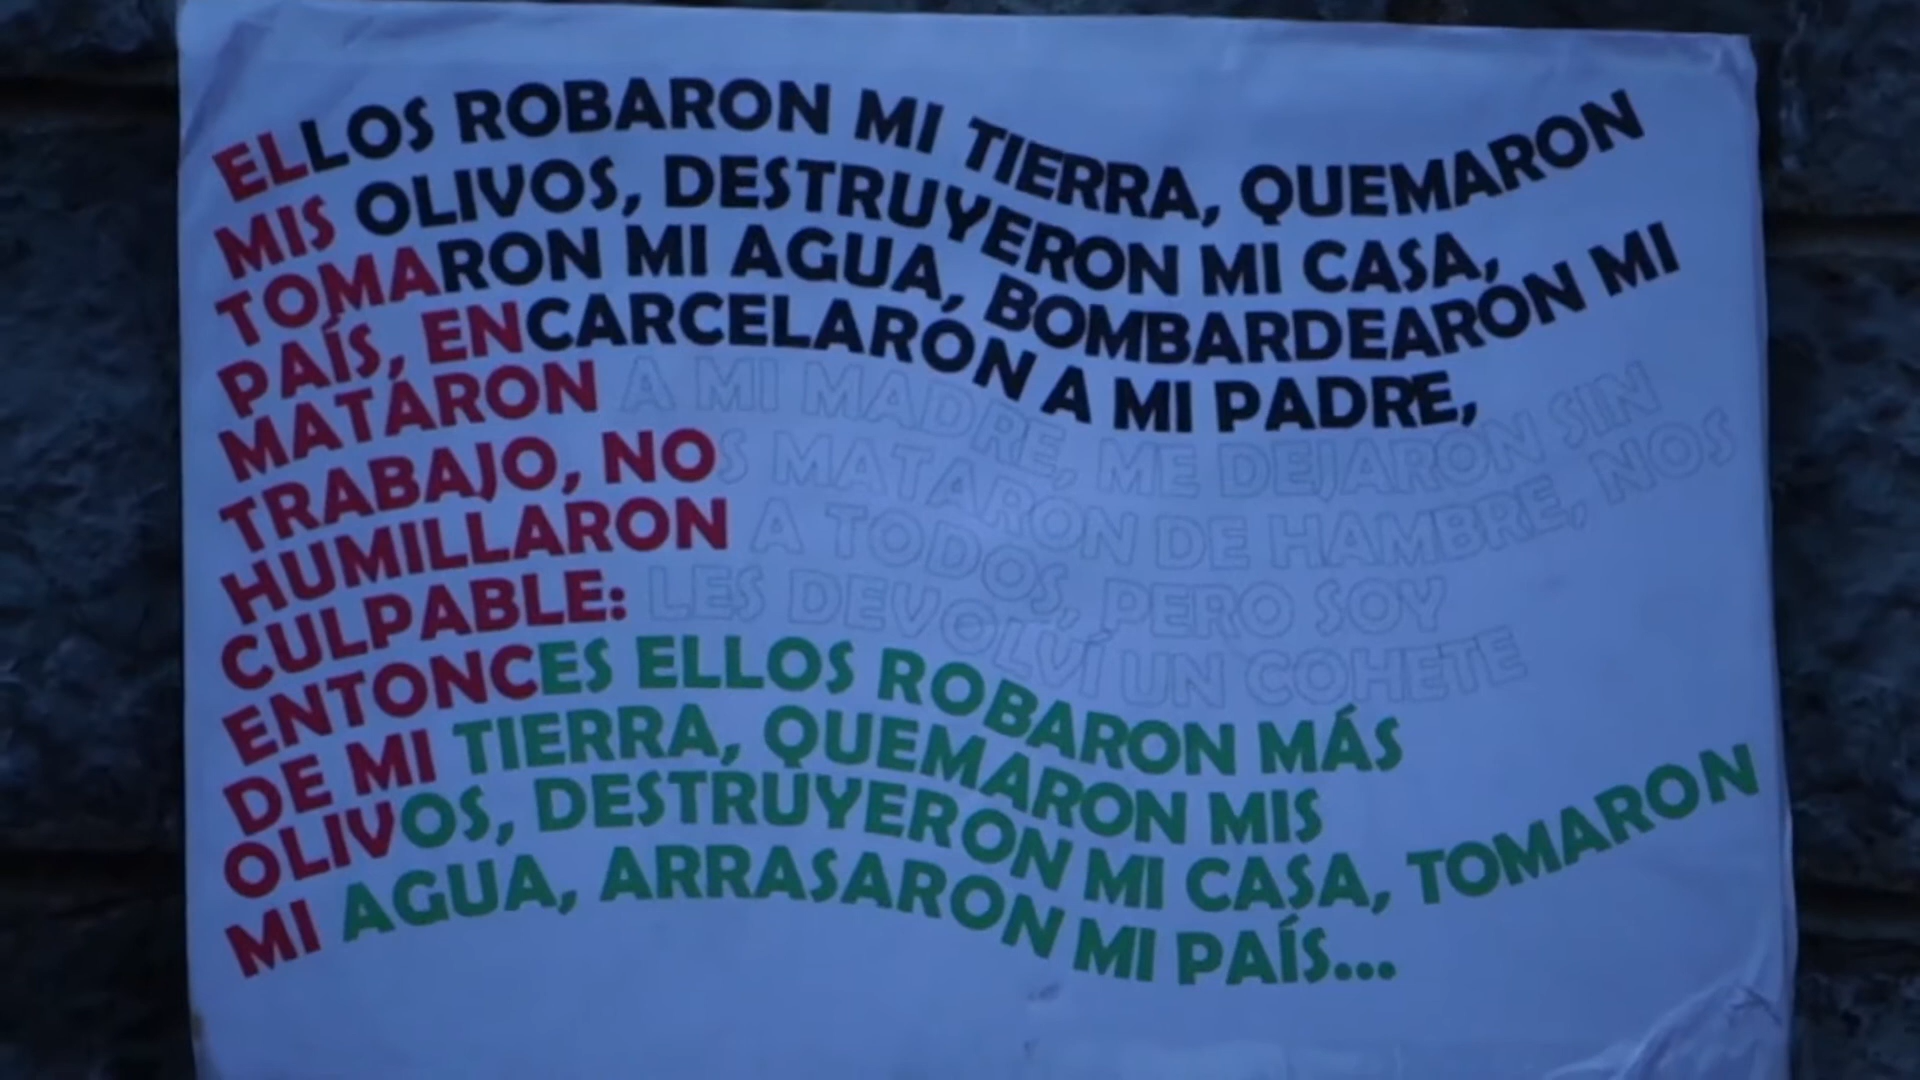 ELLOS ROBARON MI TIERRA, QUEMARON
MIS OLIVOS, DESTRUYERON MI CASA,
TOMARON MI AGUA, BOMBARDEARON MI
PAÍS, ENCARCELARON A MI PADRE,
MATARON A MI MADRE, ME DEJARON SIN
TRABAJO, NOS MATARON DE HAMBRE, NOS
HUMILLARON A TODOS, PERO SOY
CULPABLE: LES DEVOLVÍ UN COHETE
ENTONCES ELLOS ROBARON MÁS
DE MI TIERRA, QUEMARON MIS
OLIVOS, DESTRUYERON MI CASA, TOMARON
MI AGUA, ARRASARON MI PAÍS...